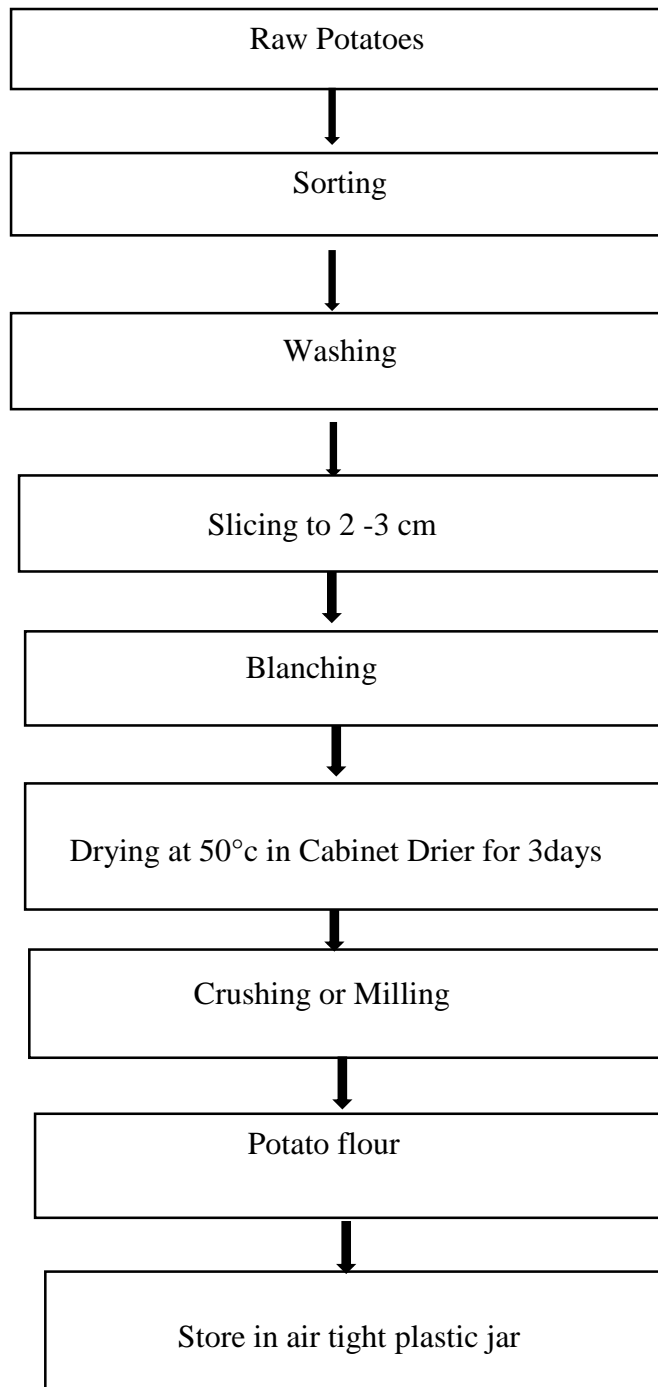 Raw Potatoes
Sorting
Washing
Slicing to 2 -3 cm
Blanching
Drying at 50°c in Cabinet Drier for 3days
Crushing or Milling
Potato flour
Store in air tight plastic jar